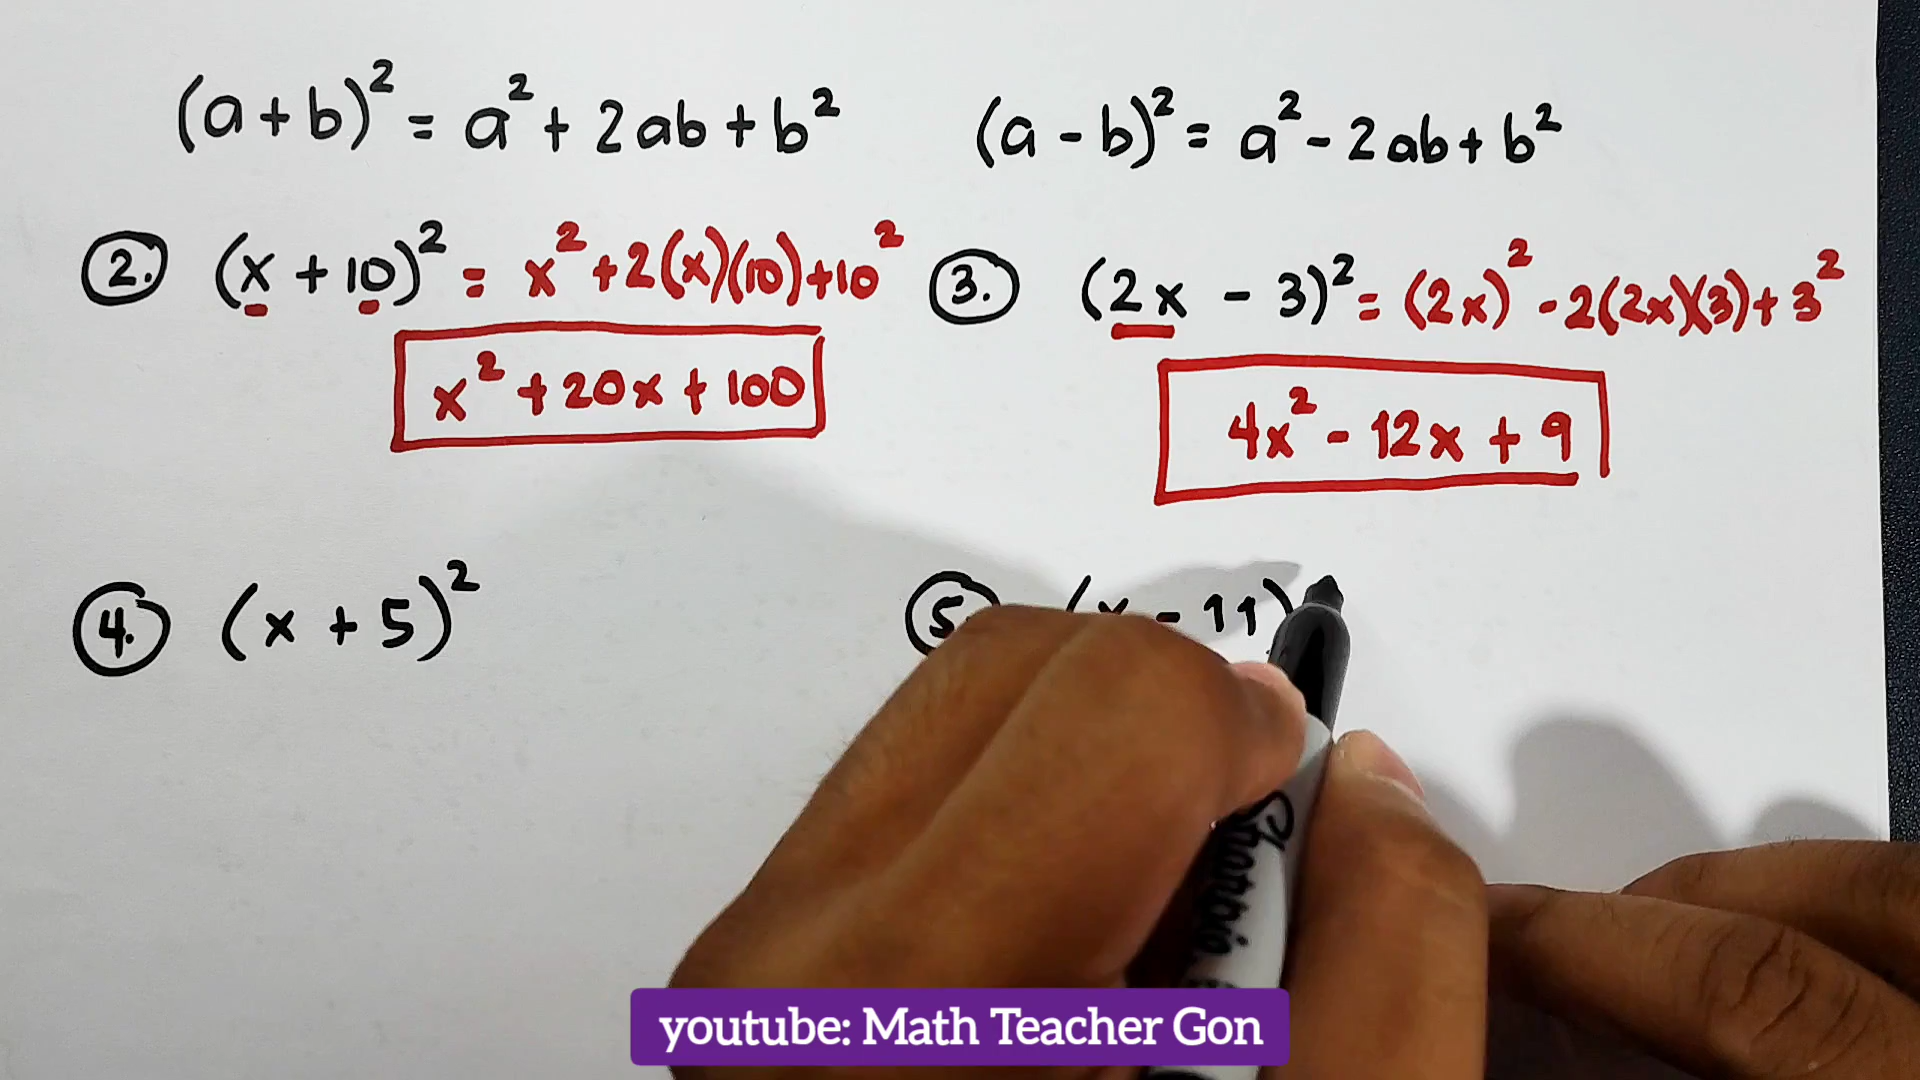 (a + b)² = a² + 2ab + b²
(a - b)² = a² - 2ab + b²
2. (x + 10)² = x² + 2(x)(10) + 10²
x² + 20x + 100
3. (2x - 3)² = (2x)² - 2(2x)(3) + 3²
4x² - 12x + 9
4. (x + 5)²
5. (x - 11)
youtube: Math Teacher Gon